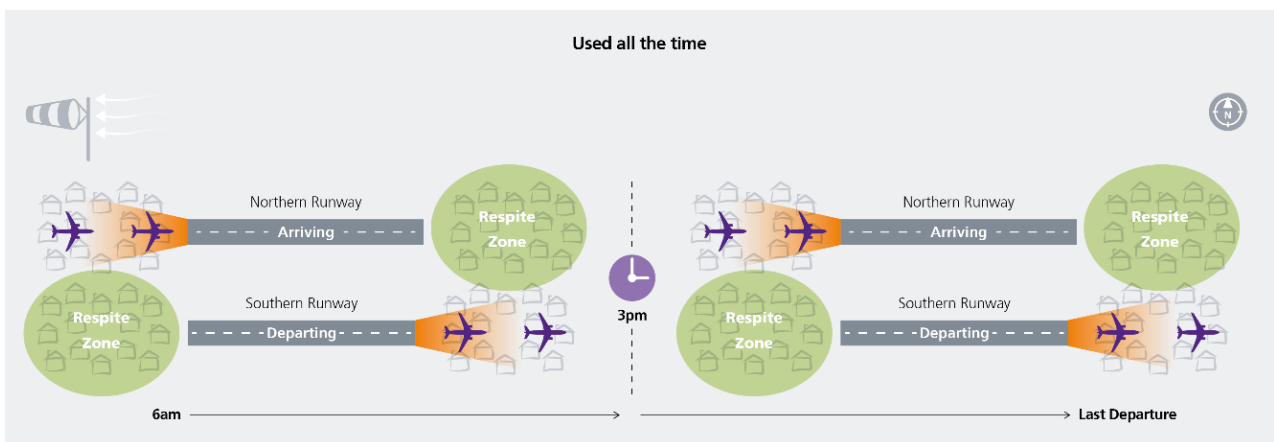 Used all the time
N
Northern Runway
Arriving
Respite
Zone
Southern Runway
Departing
Respite
Zone
3pm
Northern Runway
Arriving
Respite
Zone
Southern Runway
Departing
Respite
Zone
6am
Last Departure